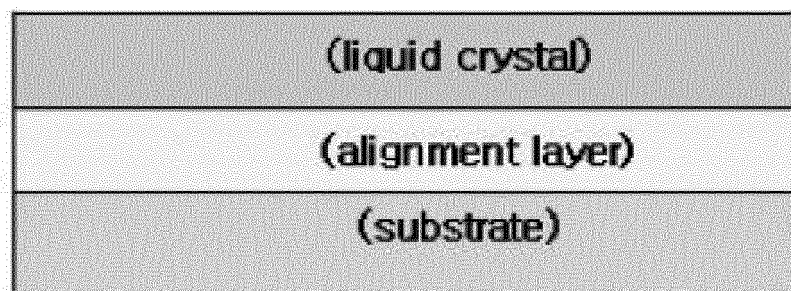 (liquid crystal)
(alignment layer)
(substrate)